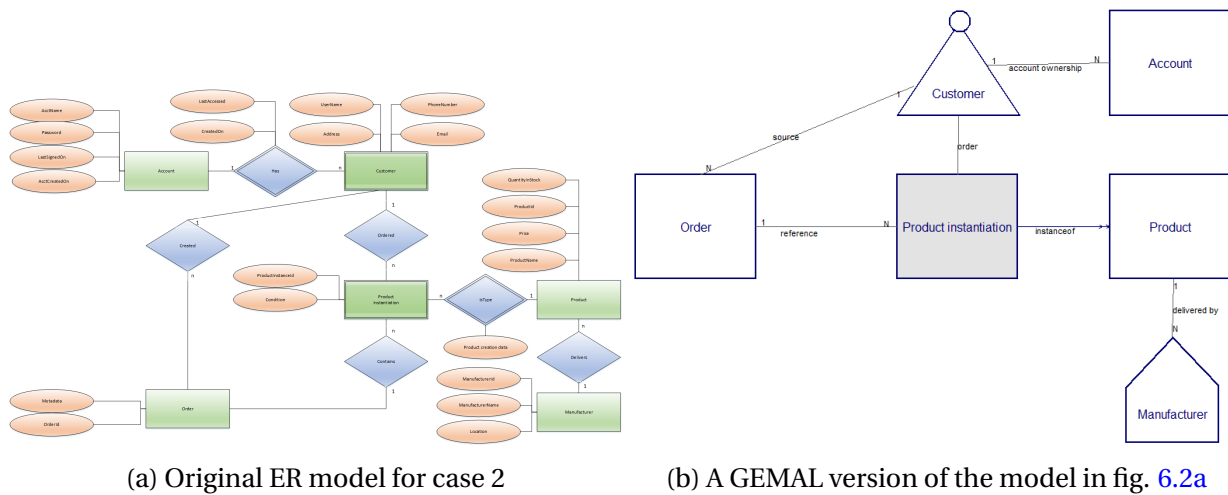 LastAccessed
UserName
PhoneNumber
AcctName
CreatedOn
Address
Email
Password
LastSignedOn
AcctCreatedOn
Account
1
Has
n
Customer
1
1
Created
n
Ordered
n
QuantityInStock
ProductId
Price
ProductName
ProductInstanceId
Condition
Product
Instantiation
n
IsType
1
Product
n
Product creation data
n
Contains
1
Delivers
1
ManufacturerId
ManufacturerName
Location
Manufacturer
Metadata
OrderId
Order
(a) Original ER model for case 2
Customer
1
account ownership
N
Account
1
source
N
order
Order
1
reference
N
Product instantiation
instanceof
Product
1
delivered by
N
Manufacturer
(b) A GEMAL version of the model in fig. 6.2a